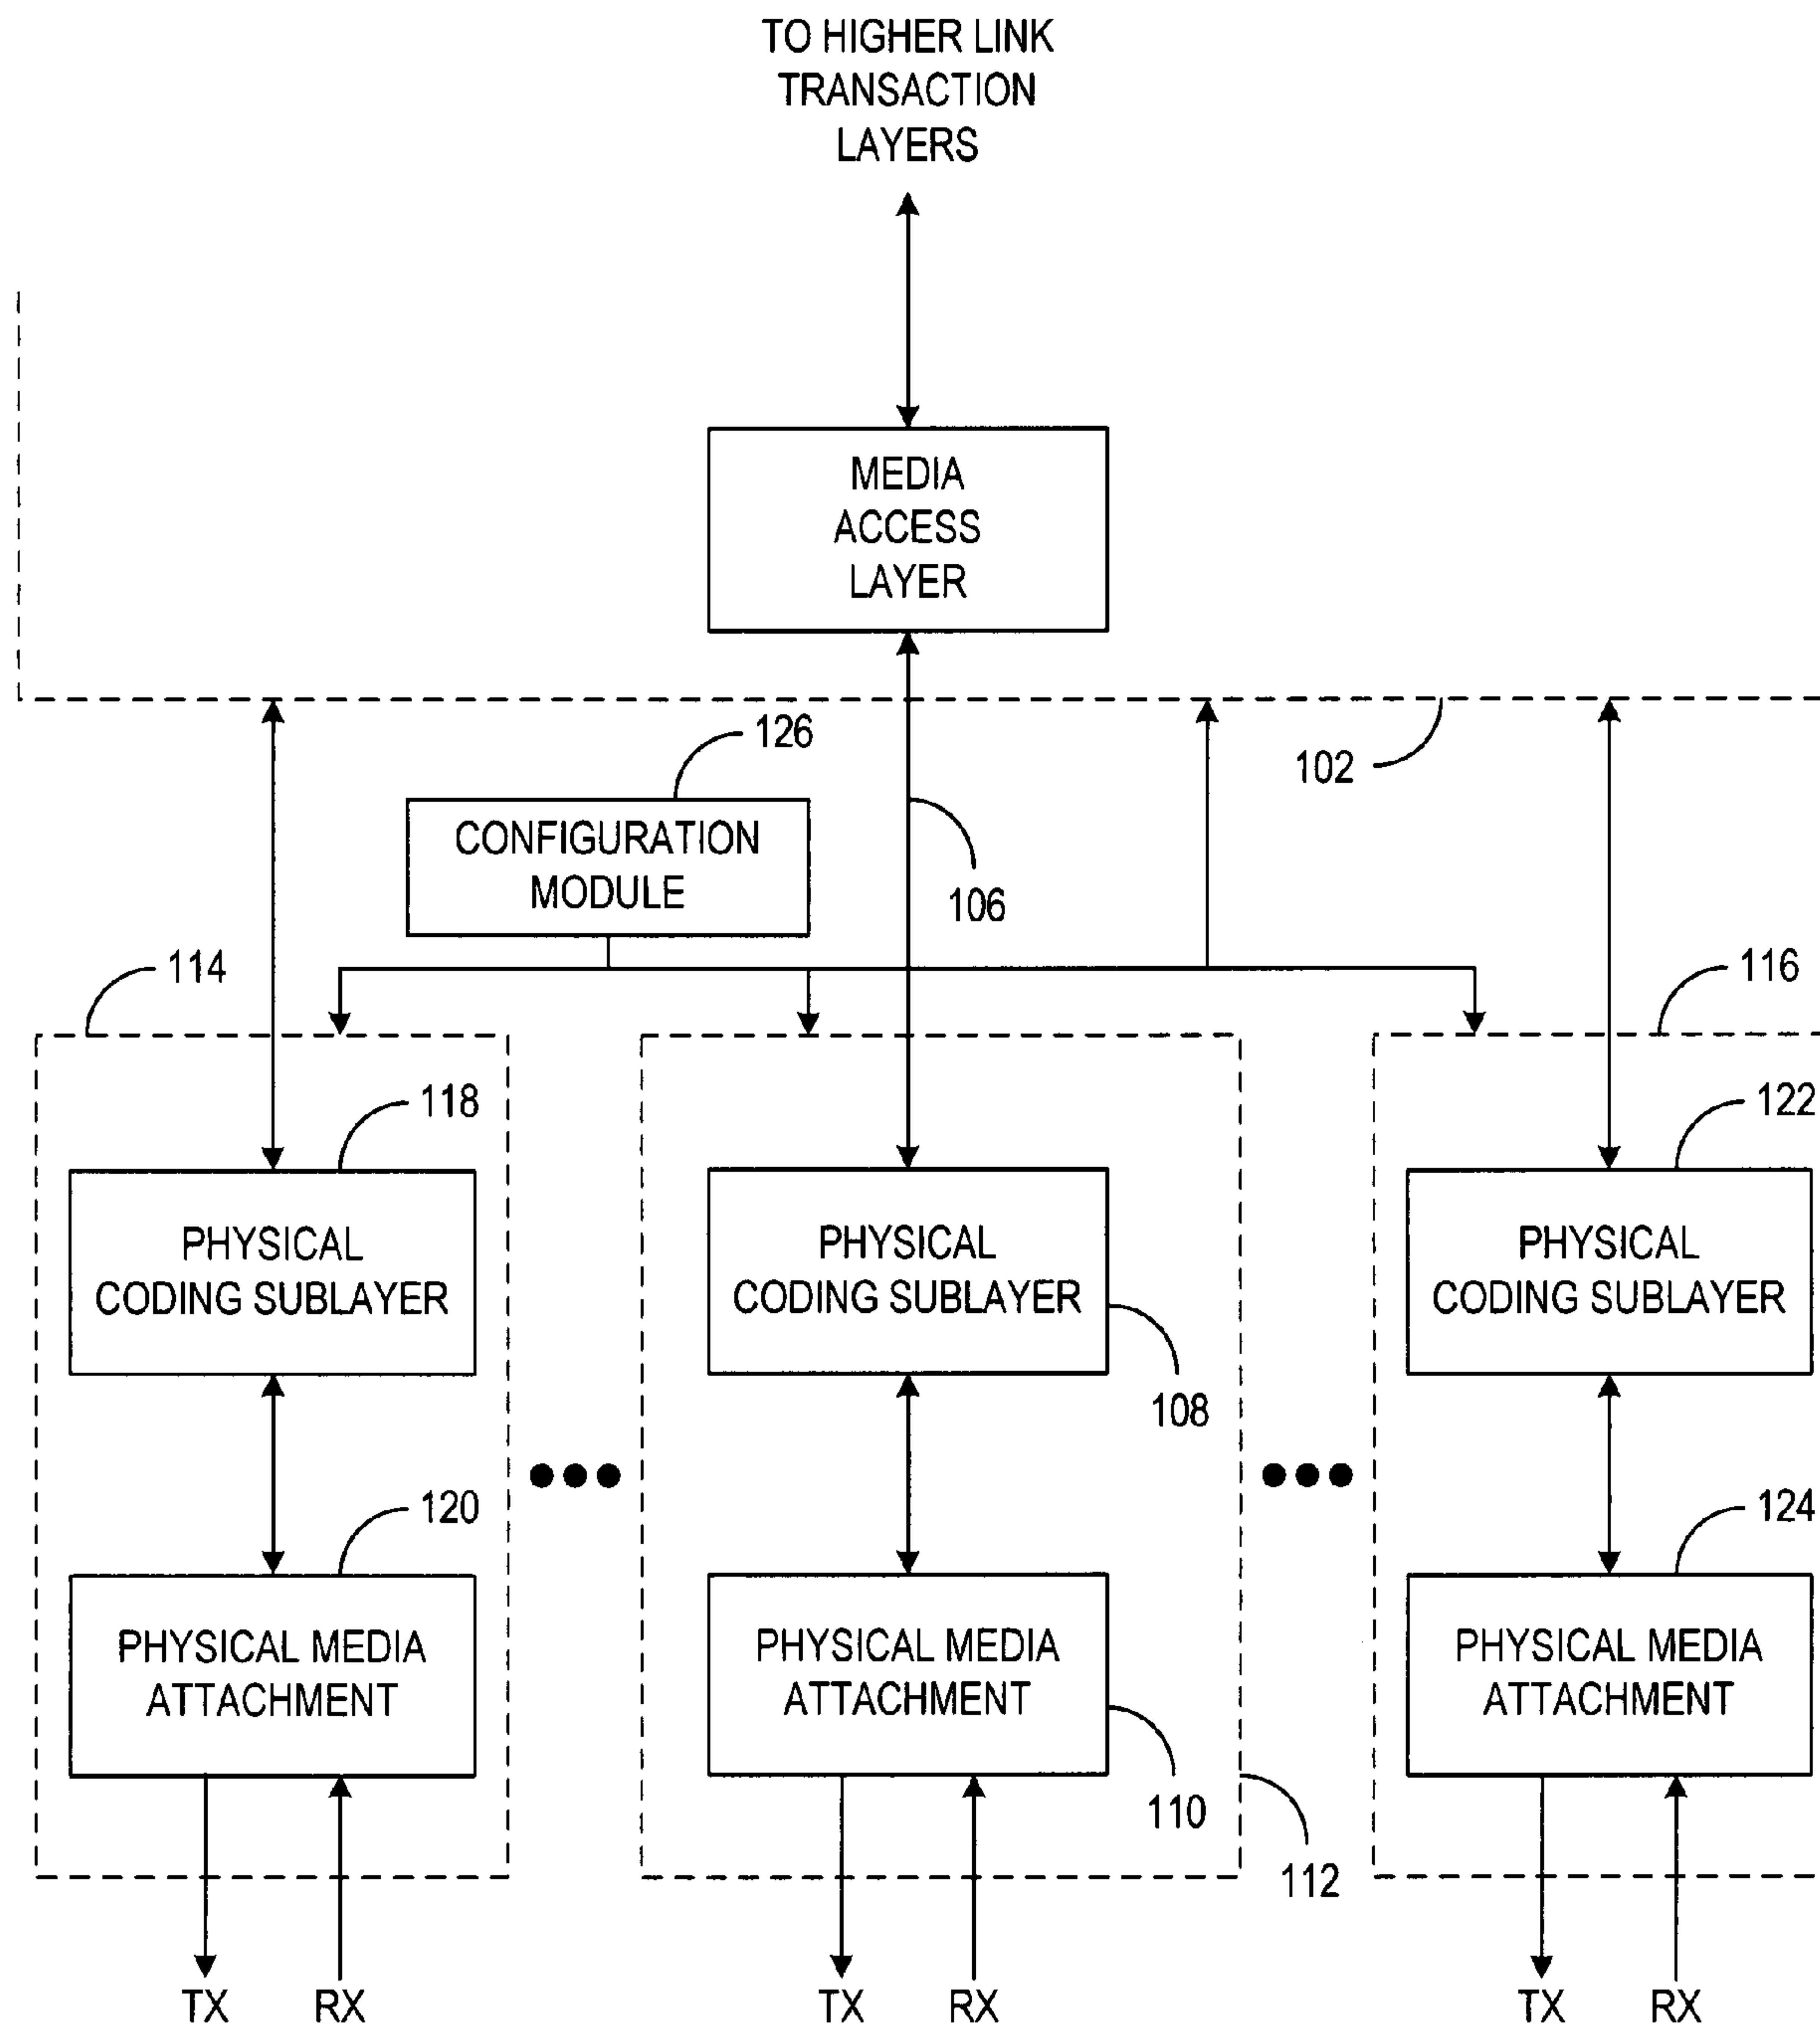 TO HIGHER LINK
TRANSACTION
LAYERS
MEDIA
ACCESS
LAYER
126
102
CONFIGURATION
MODULE
106
114
116
118
122
PHYSICAL
CODING SUBLAYER
PHYSICAL
CODING SUBLAYER
PHYSICAL
CODING SUBLAYER
108
120
124
PHYSICAL MEDIA
ATTACHMENT
PHYSICAL MEDIA
ATTACHMENT
PHYSICAL MEDIA
ATTACHMENT
110
112
TX
RX
TX
RX
TX
RX